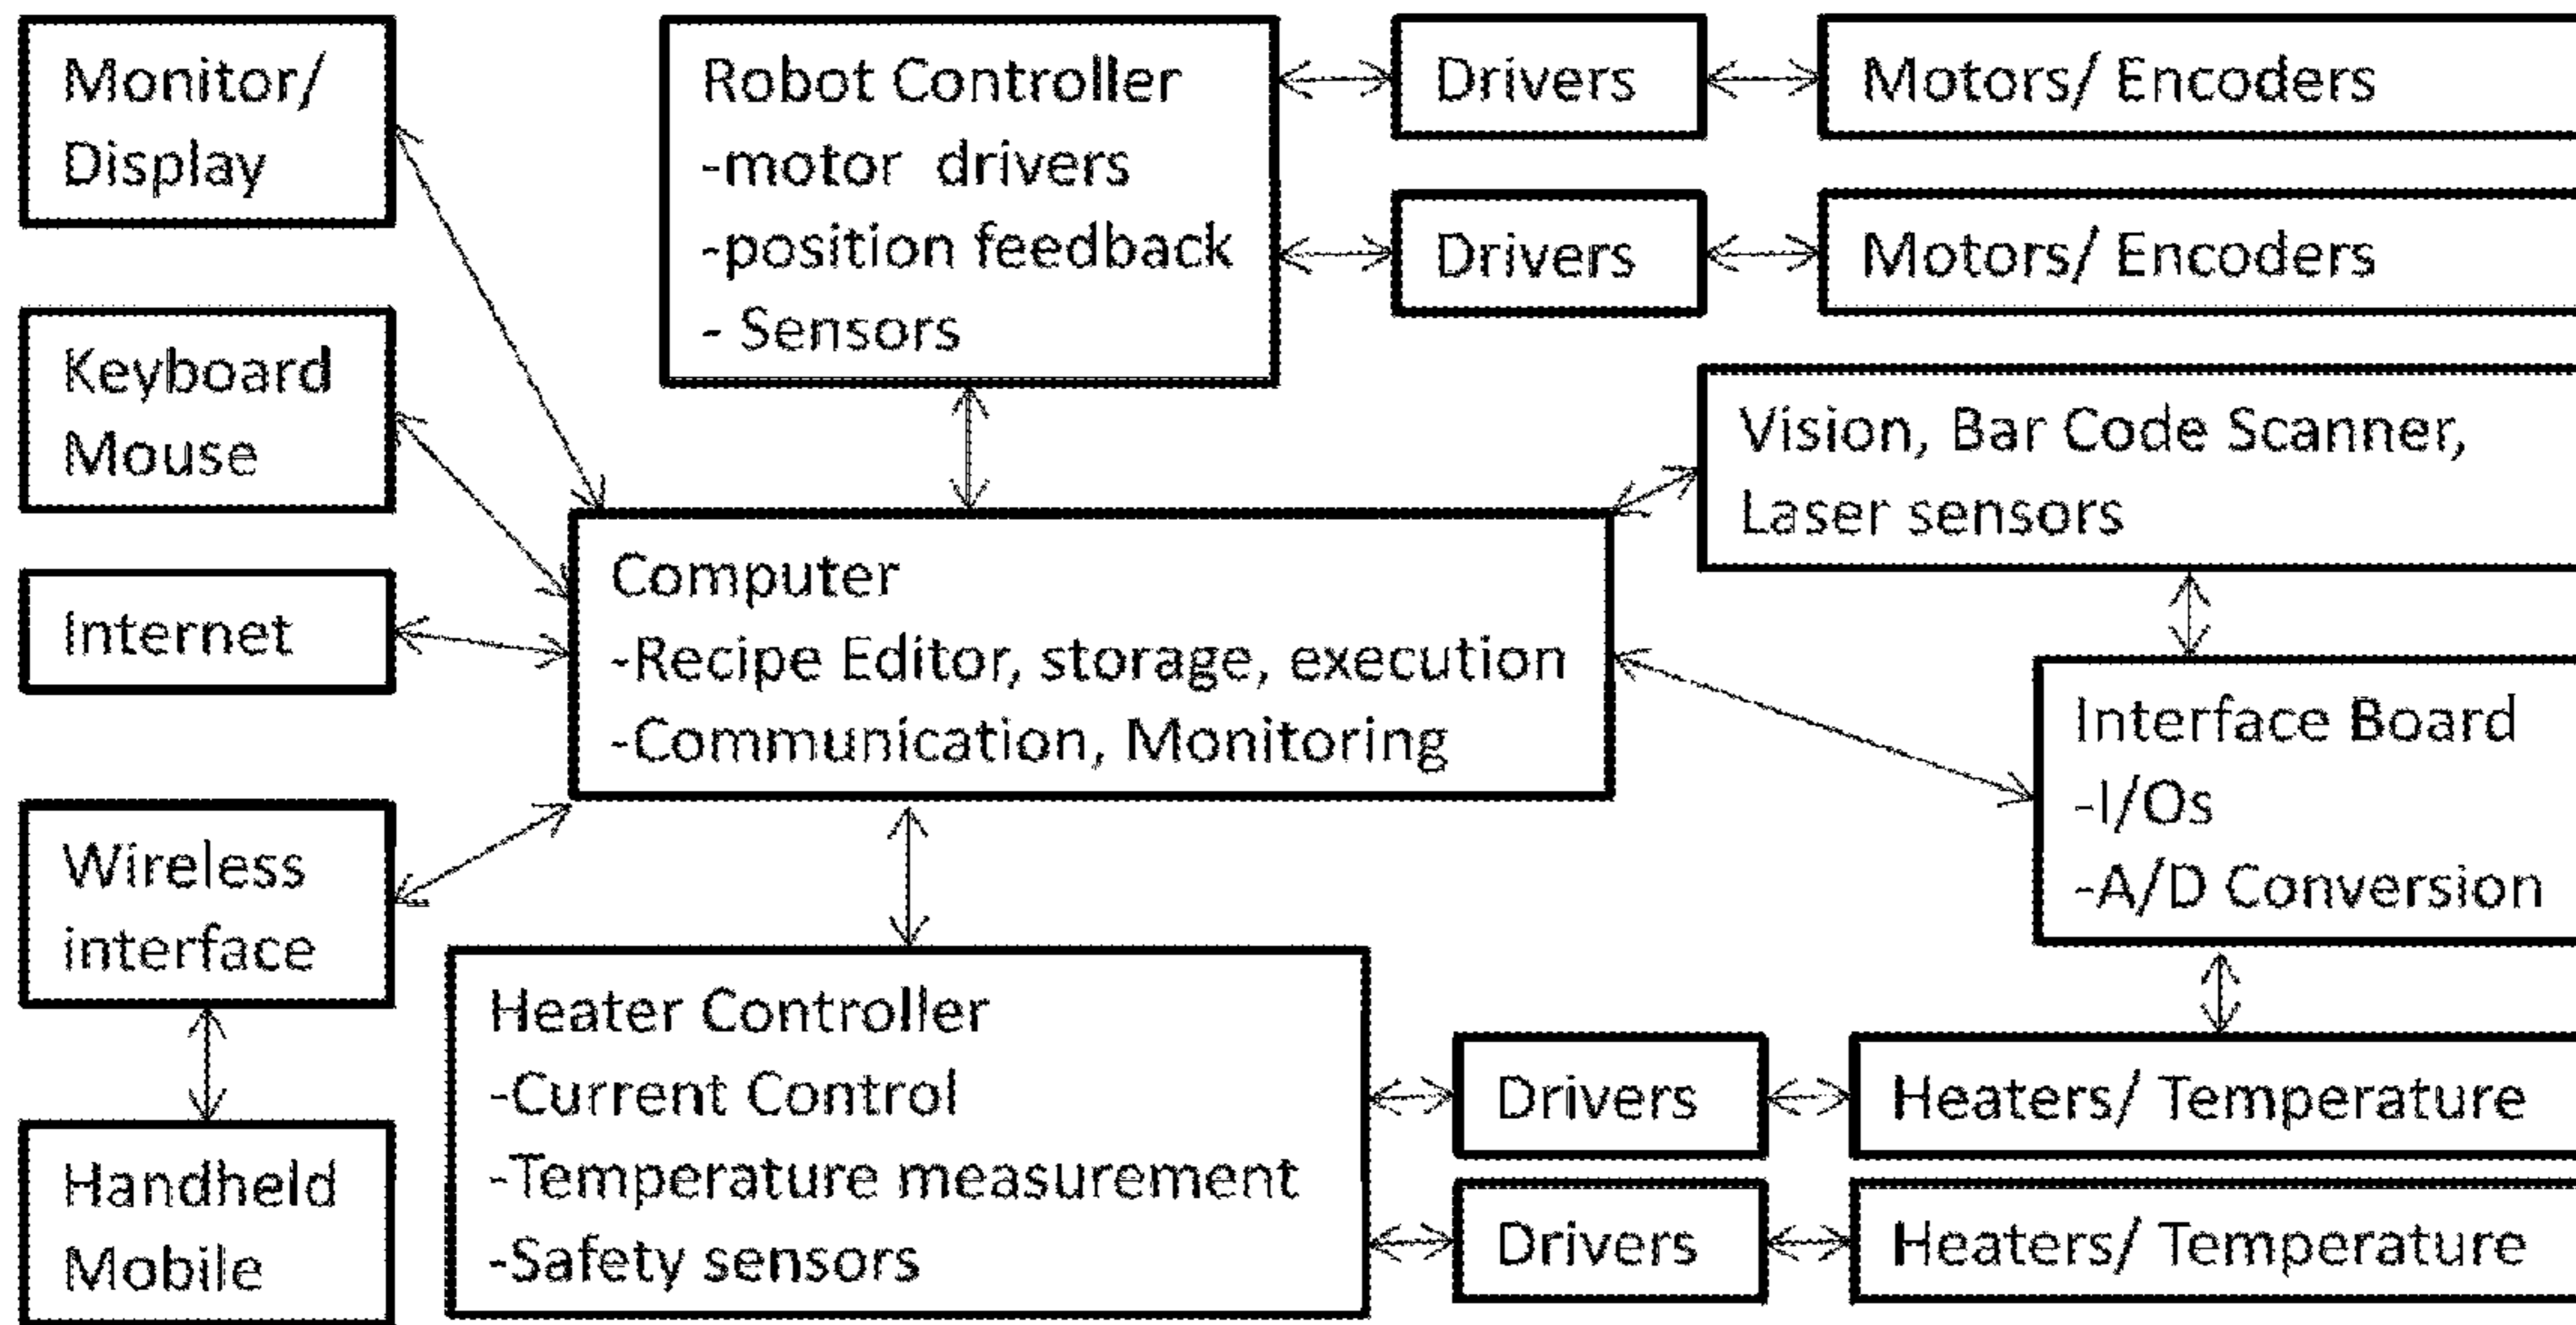 Monitor/
Display
Keyboard
Mouse
Internet
Wireless
interface
Handheld
Mobile
Robot Controller
-motor  drivers
-position feedback
- Sensors
Drivers
Motors/ Encoders
Drivers
Motors/ Encoders
Vision, Bar Code Scanner,
Laser sensors
Computer
-Recipe Editor, storage, execution
-Communication, Monitoring
Interface Board
-I/Os
-A/D Conversion
Heater Controller
-Current Control
-Temperature measurement
-Safety sensors
Drivers
Heaters/ Temperature
Drivers
Heaters/ Temperature